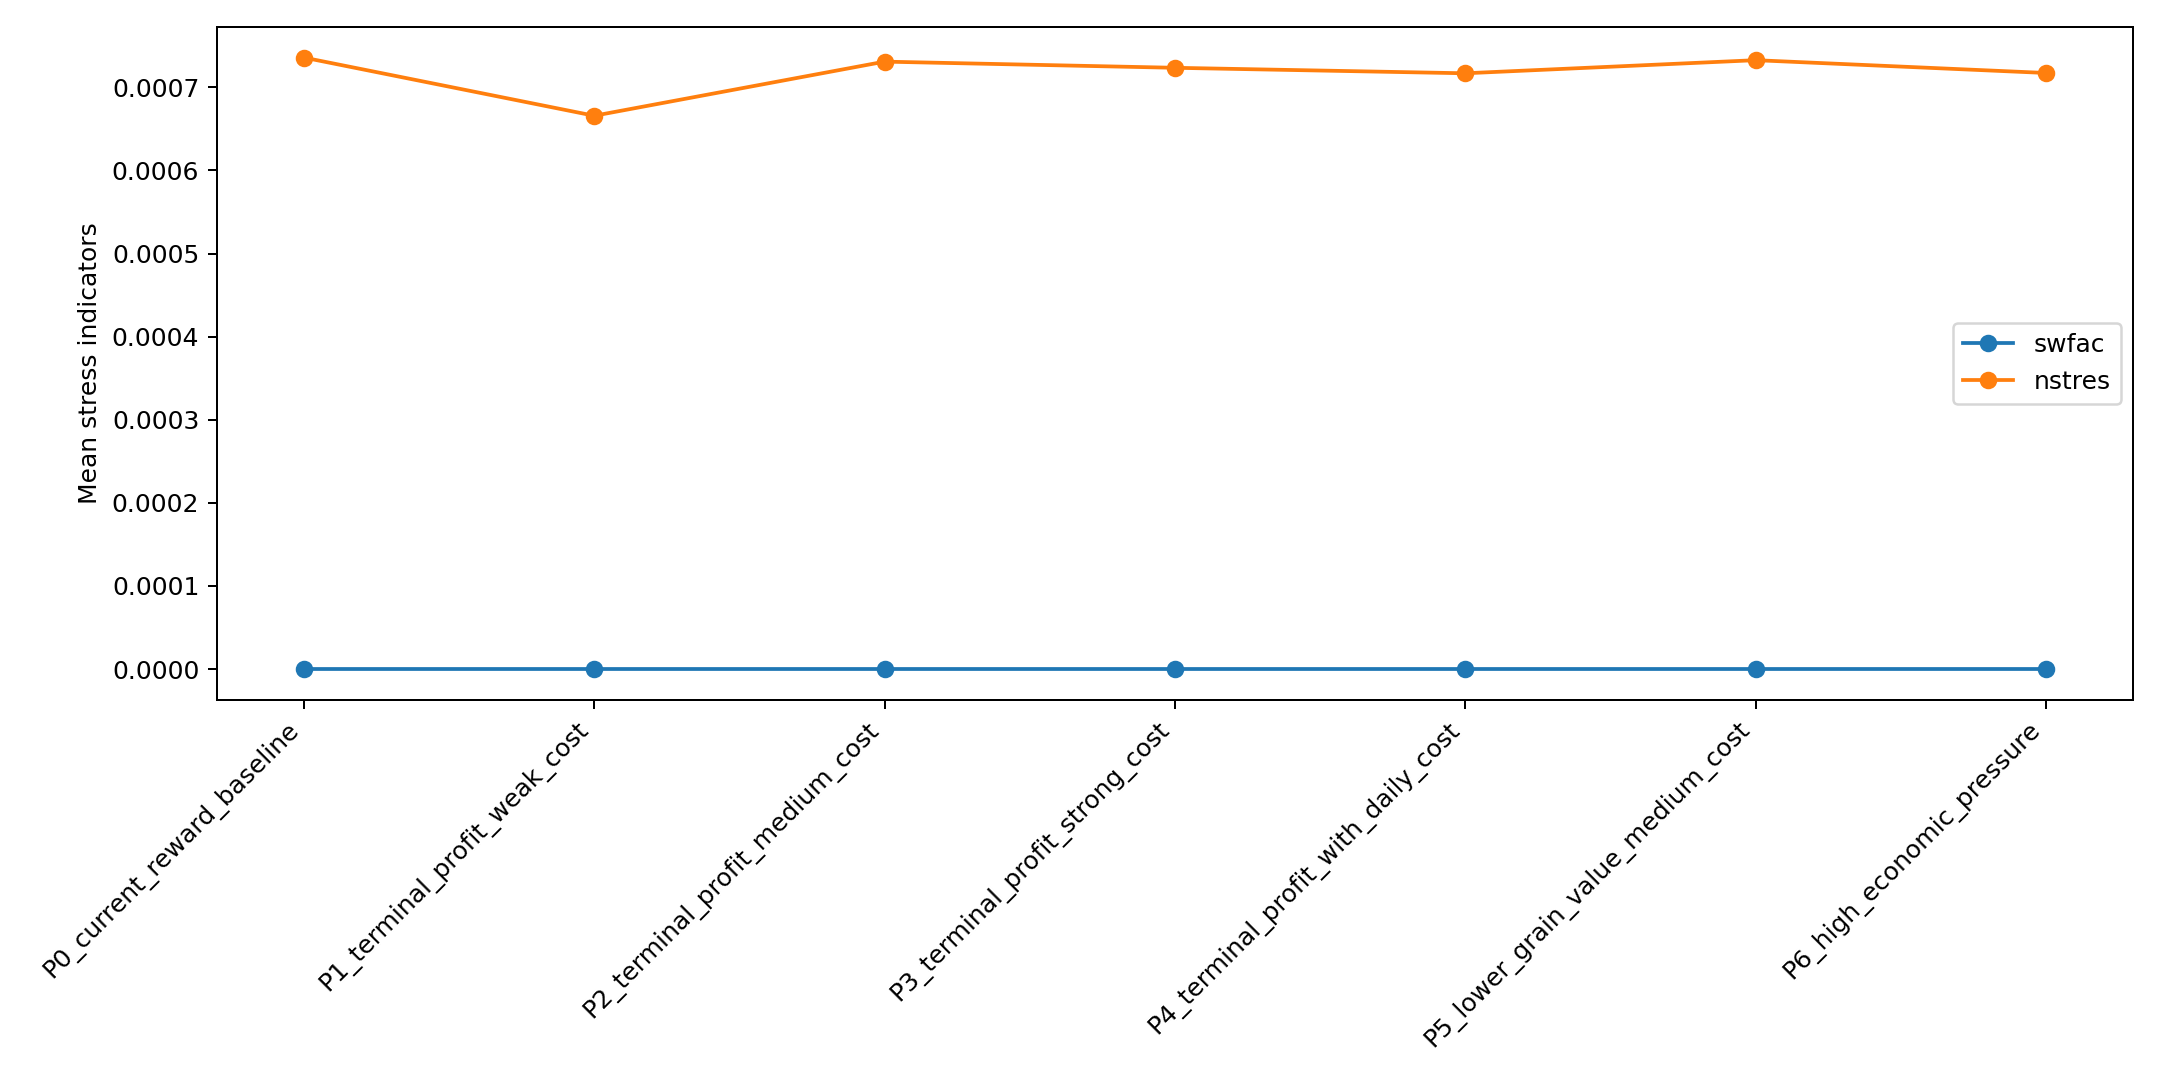 Mean stress indicators
0.0007
0.0006
0.0005
0.0004
0.0003
0.0002
0.0001
0.0000
swfac
nstres
P0_current_reward_baseline
P1_terminal_profit_weak_cost
P2_terminal_profit_medium_cost
P3_terminal_profit_strong_cost
P4_terminal_profit_with_daily_cost
P5_lower_grain_value_medium_cost
P6_high_economic_pressure